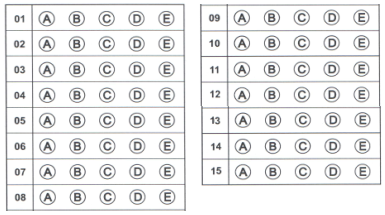 01 A B C D E
02 A B C D E
03 A B C D E
04 A B C D E
05 A B C D E
06 A B C D E
07 A B C D E
08 A B C D E
09 A B C D E
10 A B C D E
11 A B C D E
12 A B C D E
13 A B C D E
14 A B C D E
15 A B C D E